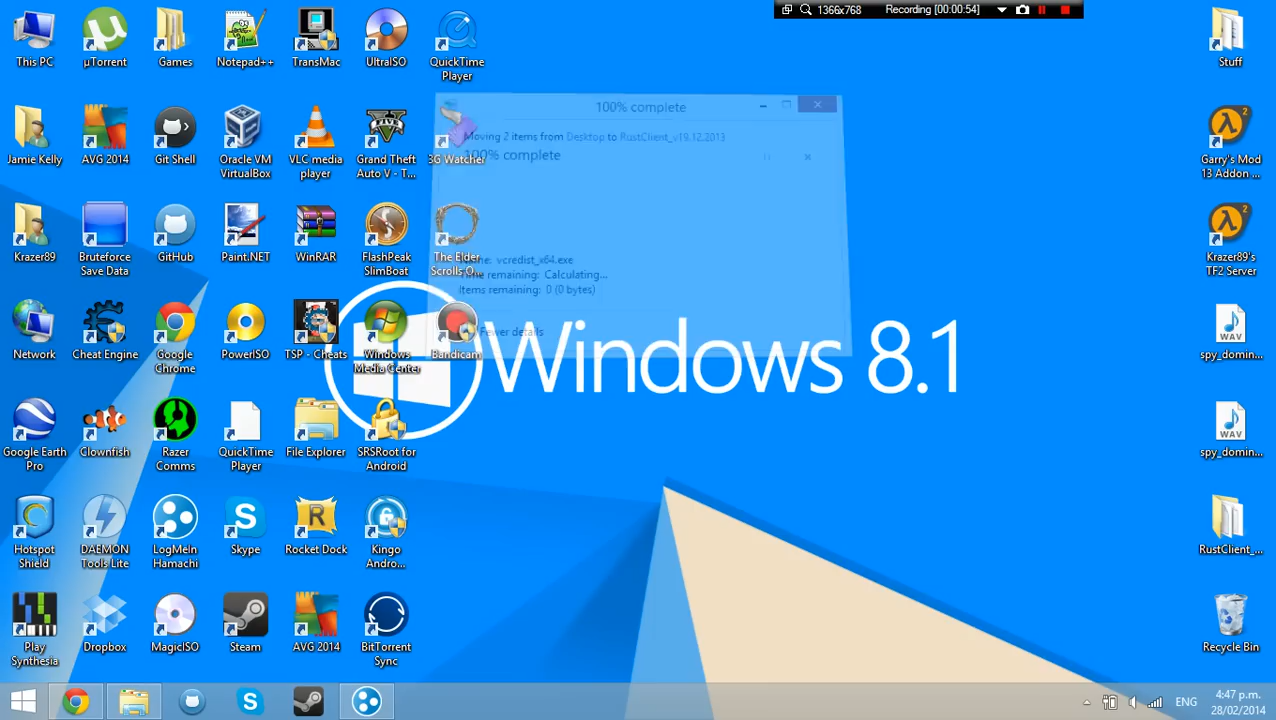 1366x768
Recording [00:00:54]
This PC
µTorrent
Games
Notepad++
TransMac
UltraISO
QuickTime
Player
Stuff
100% complete
Moving 2 items from Desktop to RustClient_v19.12.2013
100% complete
Name: vcredist_x64.exe
Time remaining: Calculating...
Items remaining: 0 (0 bytes)
Fewer details
Jamie Kelly
AVG 2014
Git Shell
Oracle VM
VirtualBox
VLC media
player
Grand Theft
Auto V - T...
3G Watcher
Garry's Mod
13 Addon ...
Krazer89
Bruteforce
Save Data
GitHub
Paint.NET
WinRAR
FlashPeak
SlimBoat
The Elder
Scrolls O...
Krazer89's
TF2 Server
Network
Cheat Engine
Google
Chrome
PowerISO
TSP - Cheats
Windows
Media Center
Bandicam
Windows 8.1
WAV
spy_domin...
Google Earth
Pro
Clownfish
Razer
Comms
QuickTime
Player
File Explorer
SRSRoot for
Android
WAV
spy_domin...
Hotspot
Shield
DAEMON
Tools Lite
LogMeIn
Hamachi
Skype
Rocket Dock
Kingo
Andro...
RustClient_...
Play
Synthesia
Dropbox
MagicISO
Steam
AVG 2014
BitTorrent
Sync
Recycle Bin
ENG
4:47 p.m.
28/02/2014